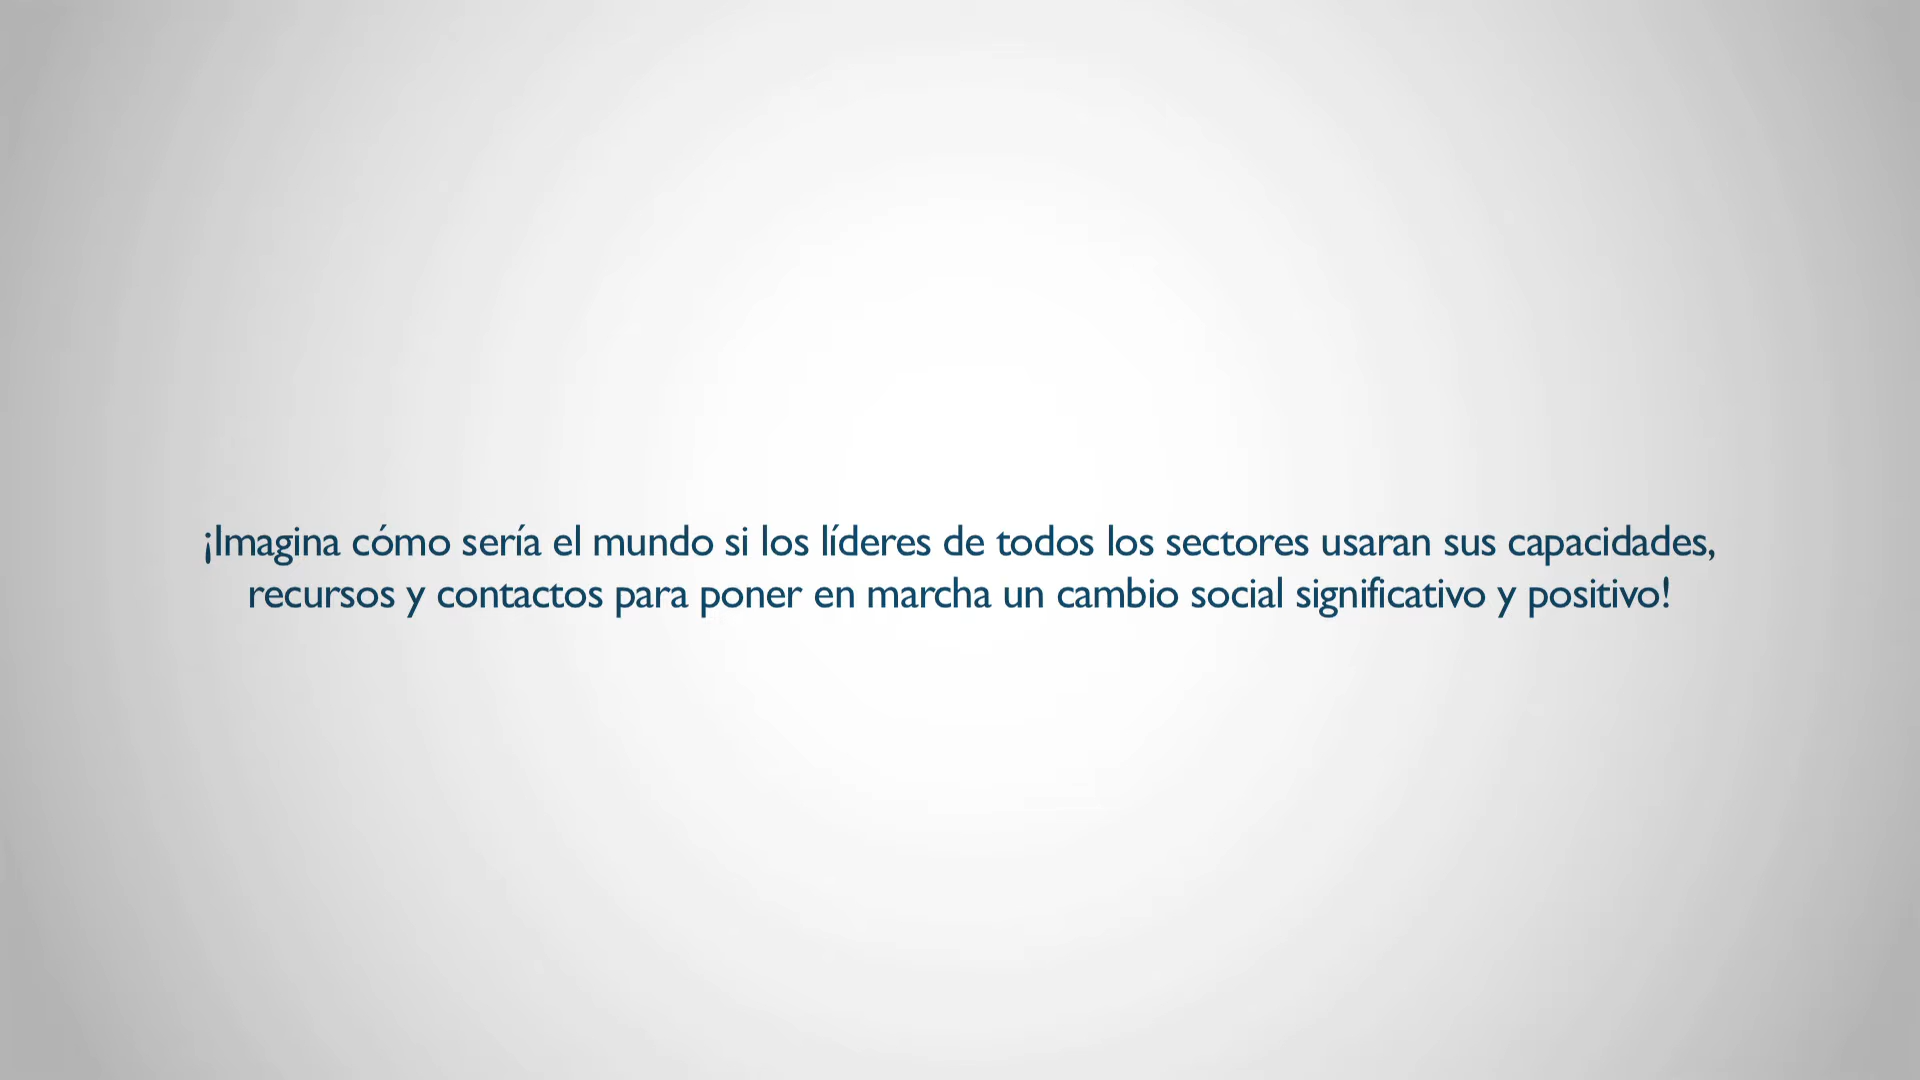 ¡Imagina cómo sería el mundo si los líderes de todos los sectores usaran sus capacidades,
recursos y contactos para poner en marcha un cambio social significativo y positivo!